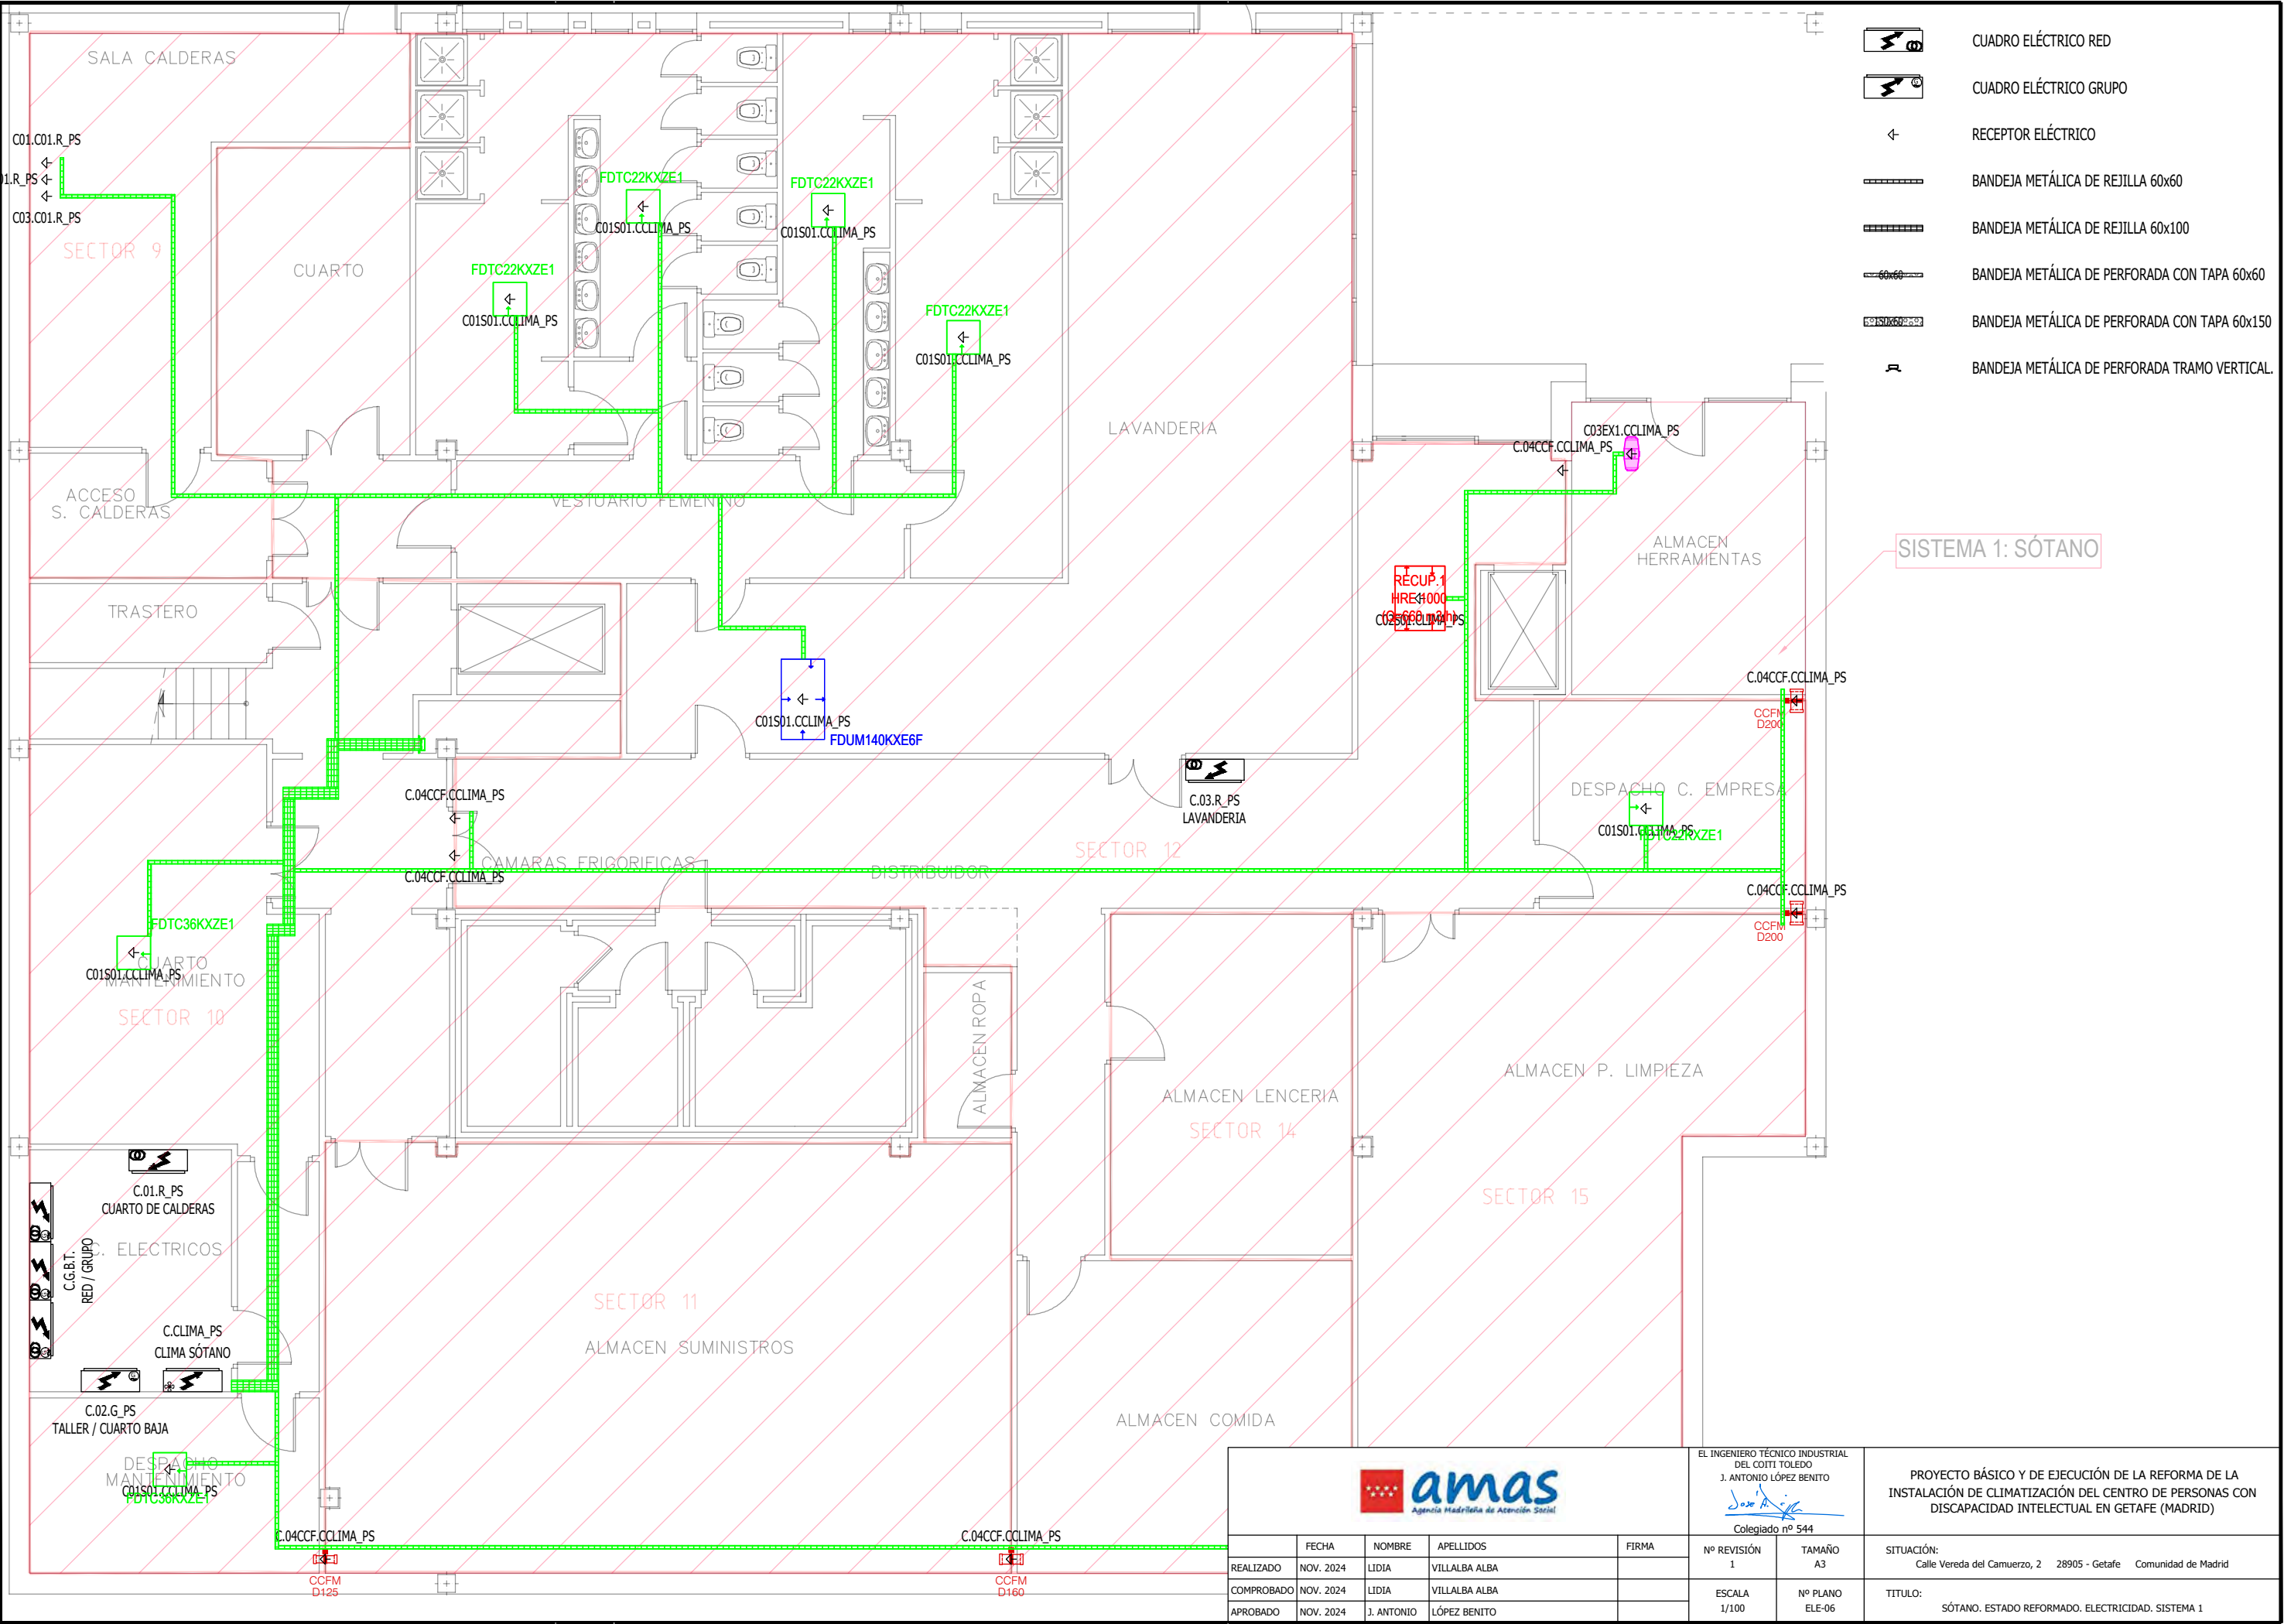 SALA CALDERAS
C01.C01.R_PS
01.R_PS
C03.C01.R_PS
SECTOR 9
CUARTO
FDTC22KXZE1
C01S01.CCLIMA_PS
FDTC22KXZE1
C01S01.CCLIMA_PS
FDTC22KXZE1
C01S01.CCLIMA_PS
FDTC22KXZE1
C01S01.CCLIMA_PS
LAVANDERIA
ACCESO
S. CALDERAS
VESTUARIO FEMENINO
TRASTERO
C03EX1.CCLIMA_PS
C.04CCF.CCLIMA_PS
ALMACEN
HERRAMIENTAS
RECUP.1
HRE1000
C02S01.CLIMA_PS
SISTEMA 1: SÓTANO
C01S01.CCLIMA_PS
FDUM140KXE6F
C.04CCF.CCLIMA_PS
CCFM
D200
C.04CCF.CCLIMA_PS
C.04CCF.CCLIMA_PS
CAMARAS FRIGORIFICAS
C.03.R_PS
LAVANDERIA
SECTOR 12
DISTRIBUIDOR
DESPACHO C. EMPRESA
C01S01.CCLIMA_PS
FDTC22KXZE1
C.04CCF.CCLIMA_PS
CCFM
D200
FDTC36KXZE1
C01S01.CCLIMA_PS
CUARTO
MANTENIMIENTO
SECTOR 10
ALMACEN ROPA
ALMACEN LENCERIA
SECTOR 14
ALMACEN P. LIMPIEZA
SECTOR 15
C.01.R_PS
CUARTO DE CALDERAS
C. ELECTRICOS
C.G.B.T.
RED / GRUPO
C.CLIMA_PS
CLIMA SÓTANO
C.02.G_PS
TALLER / CUARTO BAJA
DESPACHO
MANTENIMIENTO
C01S01.CCLIMA_PS
FDTC36KXZE1
SECTOR 11
ALMACEN SUMINISTROS
ALMACEN COMIDA
C.04CCF.CCLIMA_PS
CCFM
D125
C.04CCF.CCLIMA_PS
CCFM
D160
CUADRO ELÉCTRICO RED
CUADRO ELÉCTRICO GRUPO
RECEPTOR ELÉCTRICO
BANDEJA METÁLICA DE REJILLA 60x60
BANDEJA METÁLICA DE REJILLA 60x100
60x60 BANDEJA METÁLICA DE PERFORADA CON TAPA 60x60
150x60 BANDEJA METÁLICA DE PERFORADA CON TAPA 60x150
BANDEJA METÁLICA DE PERFORADA TRAMO VERTICAL.
amas
Agencia Madrileña de Atención Social
EL INGENIERO TÉCNICO INDUSTRIAL
DEL COITI TOLEDO
J. ANTONIO LÓPEZ BENITO
Colegiado nº 544
PROYECTO BÁSICO Y DE EJECUCIÓN DE LA REFORMA DE LA
INSTALACIÓN DE CLIMATIZACIÓN DEL CENTRO DE PERSONAS CON
DISCAPACIDAD INTELECTUAL EN GETAFE (MADRID)
FECHA NOMBRE APELLIDOS FIRMA
REALIZADO NOV. 2024 LIDIA VILLALBA ALBA
COMPROBADO NOV. 2024 LIDIA VILLALBA ALBA
APROBADO NOV. 2024 J. ANTONIO LÓPEZ BENITO
Nº REVISIÓN
1
TAMAÑO
A3
ESCALA
1/100
Nº PLANO
ELE-06
SITUACIÓN:
Calle Vereda del Camuerzo, 2 28905 - Getafe Comunidad de Madrid
TITULO:
SÓTANO. ESTADO REFORMADO. ELECTRICIDAD. SISTEMA 1